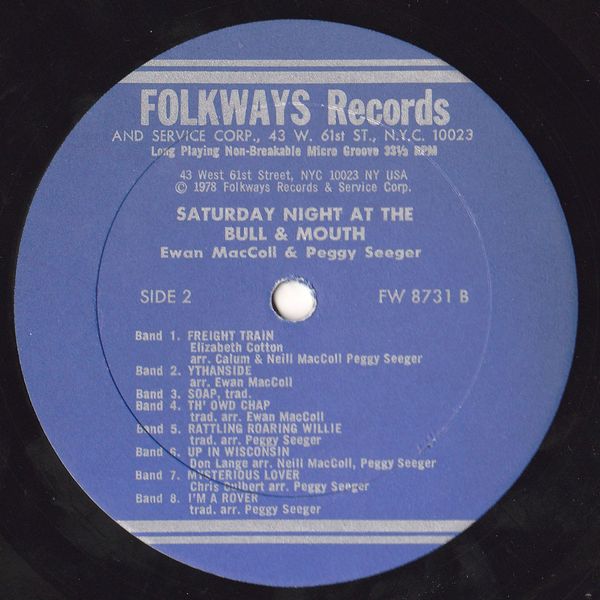 FOLKWAYS Records
AND SERVICE CORP., 43 W. 61st ST., N.Y.C. 10023
Long Playing Non-Breakable Micro Groove 33⅓ RPM
43 West 61st Street, NYC 10023 NY USA
© 1978 Folkways Records & Service Corp.
SATURDAY NIGHT AT THE
BULL & MOUTH
Ewan MacColl & Peggy Seeger
SIDE 2 FW 8731 B
Band 1. FREIGHT TRAIN
Elizabeth Cotton
arr. Calum & Neill MacColl Peggy Seeger
Band 2. YTHANSIDE
arr. Ewan MacColl
Band 3. SOAP, trad.
Band 4. TH' OWD CHAP
trad. arr. Ewan MacColl
Band 5. RATTLING ROARING WILLIE
trad. arr. Peggy Seeger
Band 6. UP IN WISCONSIN
Don Lange arr. Neill MacColl, Peggy Seeger
Band 7. MYSTERIOUS LOVER
Chris Culbert arr. Peggy Seeger
Band 8. I'M A ROVER
trad. arr. Peggy Seeger